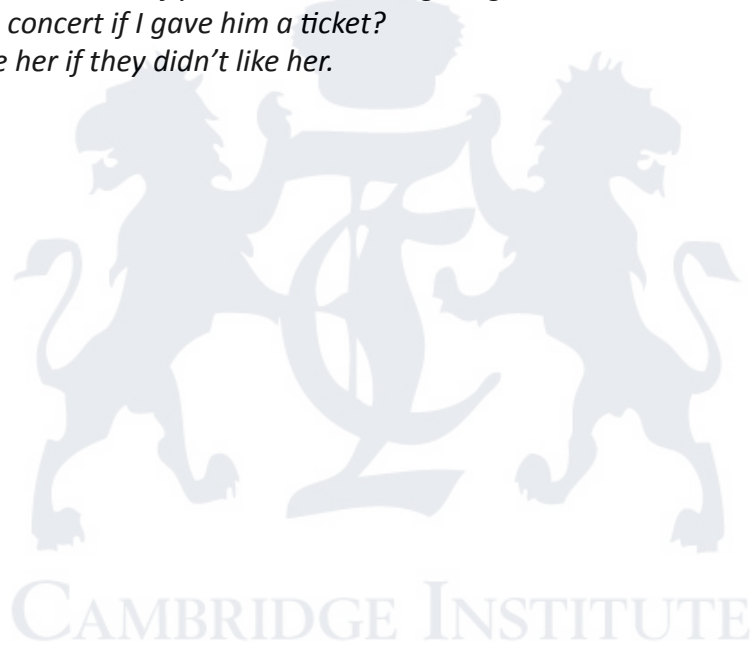 concert if I gave him a ticket?
e her if they didn't like her.
CAMBRIDGE INSTITUTE